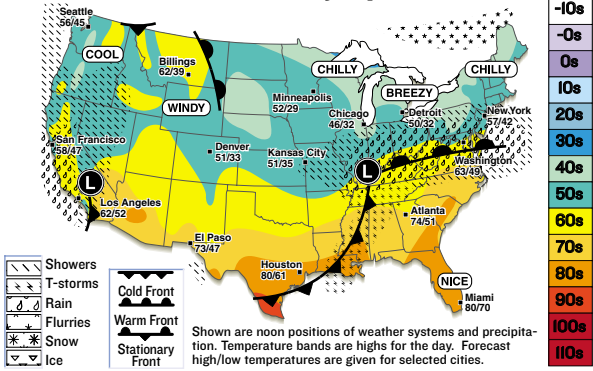 Seattle
56/45
COOL
Billings
62/39
WINDY
CHILLY
CHILLY
BREEZY
Minneapolis
52/29
Chicago
46/32
Detroit
50/32
New York
57/42
San Francisco
58/47
Denver
51/33
Kansas City
51/35
Washington
63/49
L
L
Los Angeles
62/52
El Paso
73/47
Atlanta
74/51
Houston
80/61
NICE
Miami
80/70
Showers
T-storms
Rain
Flurries
Snow
Ice
Cold Front
Warm Front
Stationary
Front
Shown are noon positions of weather systems and precipita-
tion. Temperature bands are highs for the day. Forecast
high/low temperatures are given for selected cities.
-10s
-0s
0s
10s
20s
30s
40s
50s
60s
70s
80s
90s
100s
110s